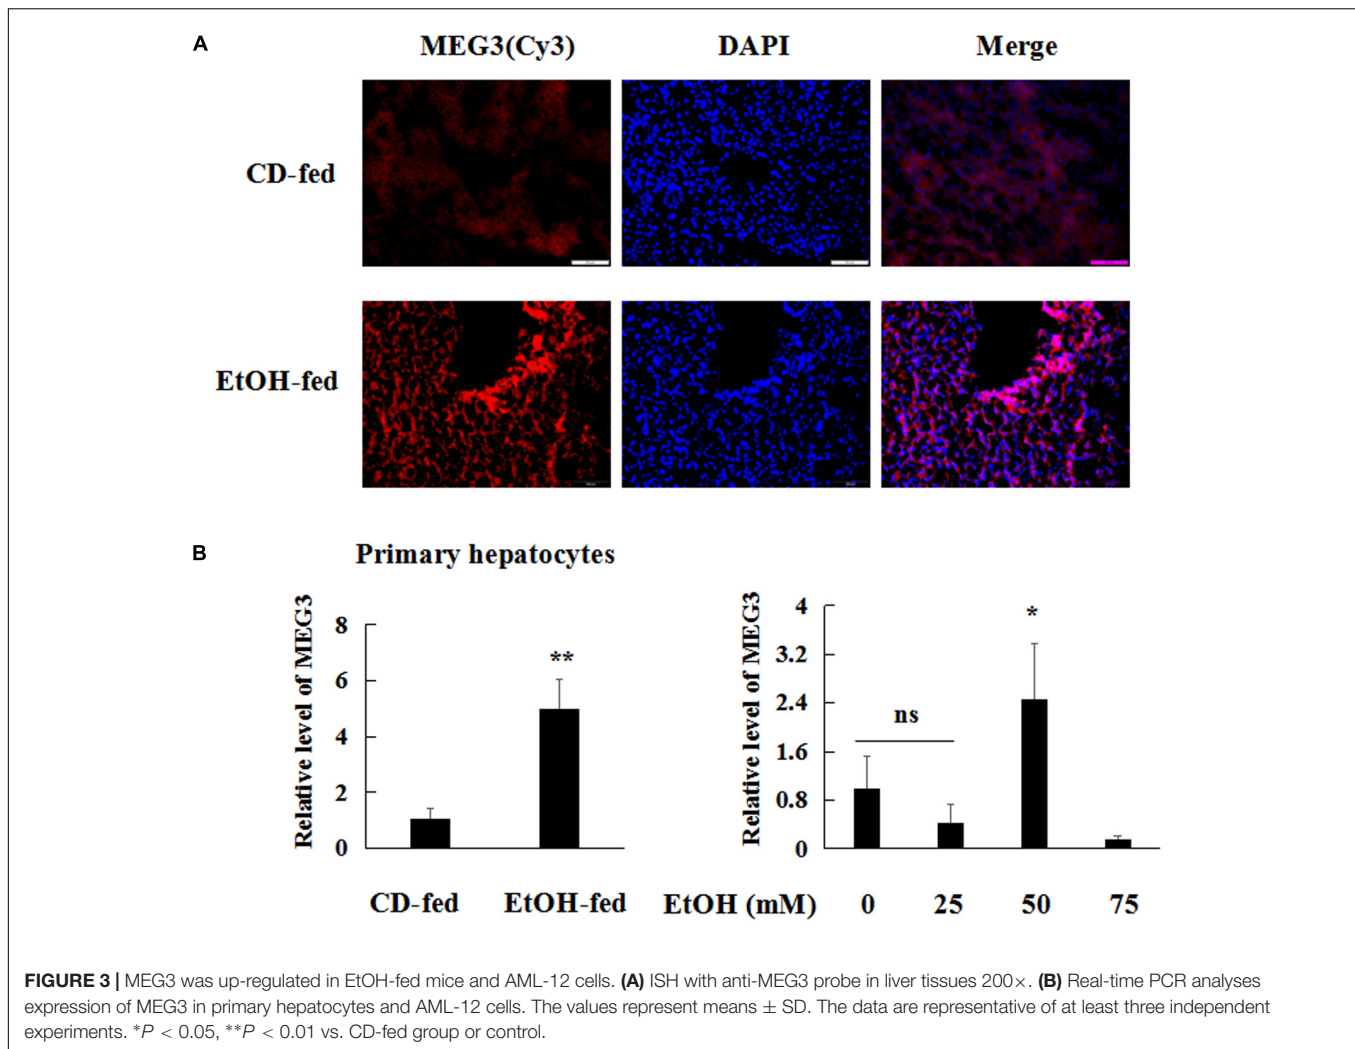 A
MEG3(Cy3) DAPI Merge
CD-fed
EtOH-fed
B
Primary hepatocytes
Relative level of MEG3
8
6
4
2
0
**
CD-fed EtOH-fed
Relative level of MEG3
4
3.2
2.4
1.6
0.8
0
ns
*
EtOH (mM) 0 25 50 75
FIGURE 3 | MEG3 was up-regulated in EtOH-fed mice and AML-12 cells. (A) ISH with anti-MEG3 probe in liver tissues 200×. (B) Real-time PCR analyses
expression of MEG3 in primary hepatocytes and AML-12 cells. The values represent means ± SD. The data are representative of at least three independent
experiments. *P < 0.05, **P < 0.01 vs. CD-fed group or control.